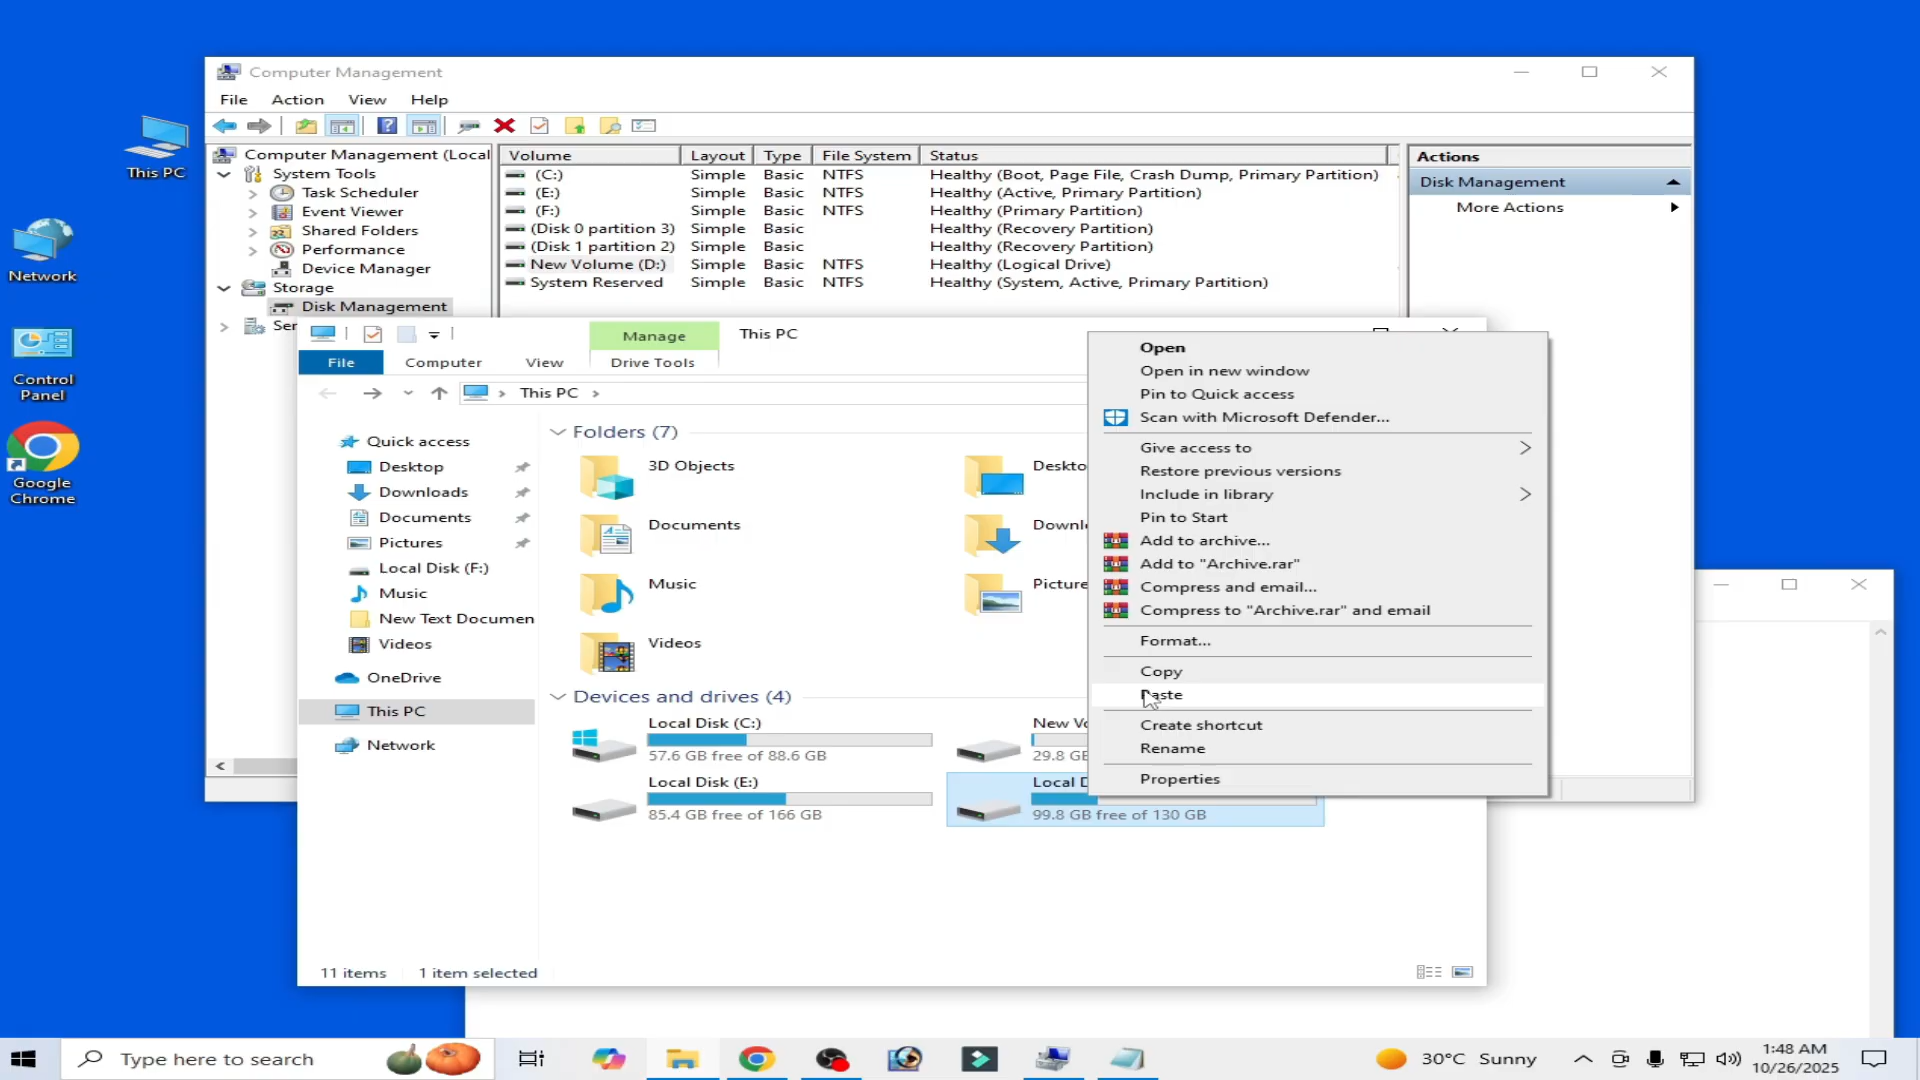 Computer Management
File Action View Help
Computer Management (Local
System Tools
Task Scheduler
Event Viewer
Shared Folders
Performance
Device Manager
Storage
Disk Management
Ser
Volume Layout Type File System Status
(C:) Simple Basic NTFS Healthy (Boot, Page File, Crash Dump, Primary Partition)
(E:) Simple Basic NTFS Healthy (Active, Primary Partition)
(F:) Simple Basic NTFS Healthy (Primary Partition)
(Disk 0 partition 3) Simple Basic Healthy (Recovery Partition)
(Disk 1 partition 2) Simple Basic Healthy (Recovery Partition)
New Volume (D:) Simple Basic NTFS Healthy (Logical Drive)
System Reserved Simple Basic NTFS Healthy (System, Active, Primary Partition)
Actions
Disk Management
More Actions
This PC
Network
Control
Panel
Google
Chrome
Manage This PC
File Computer View Drive Tools
This PC
Quick access
Desktop
Downloads
Documents
Pictures
Local Disk (F:)
Music
New Text Documen
Videos
OneDrive
This PC
Network
Folders (7)
3D Objects Deskto
Documents Downl
Music Picture
Videos
Devices and drives (4)
Local Disk (C:) New Vo
57.6 GB free of 88.6 GB 29.8 GB
Local Disk (E:) Local D
85.4 GB free of 166 GB 99.8 GB free of 130 GB
11 items 1 item selected
Open
Open in new window
Pin to Quick access
Scan with Microsoft Defender...
Give access to
Restore previous versions
Include in library
Pin to Start
Add to archive...
Add to "Archive.rar"
Compress and email...
Compress to "Archive.rar" and email
Format...
Copy
Paste
Create shortcut
Rename
Properties
Type here to search
30°C Sunny
1:48 AM
10/26/2025